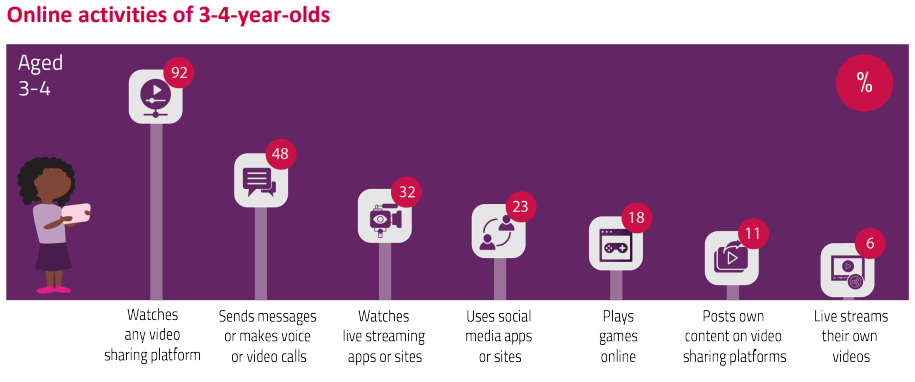 Online activities of 3-4-year-olds
Aged
3-4
%
92
48
32
23
18
11
6
Watches
any video
sharing platform
Sends messages
or makes voice
or video calls
Watches
live streaming
apps or sites
Uses social
media apps
or sites
Plays
games
online
Posts own
content on video
sharing platforms
Live streams
their own
videos